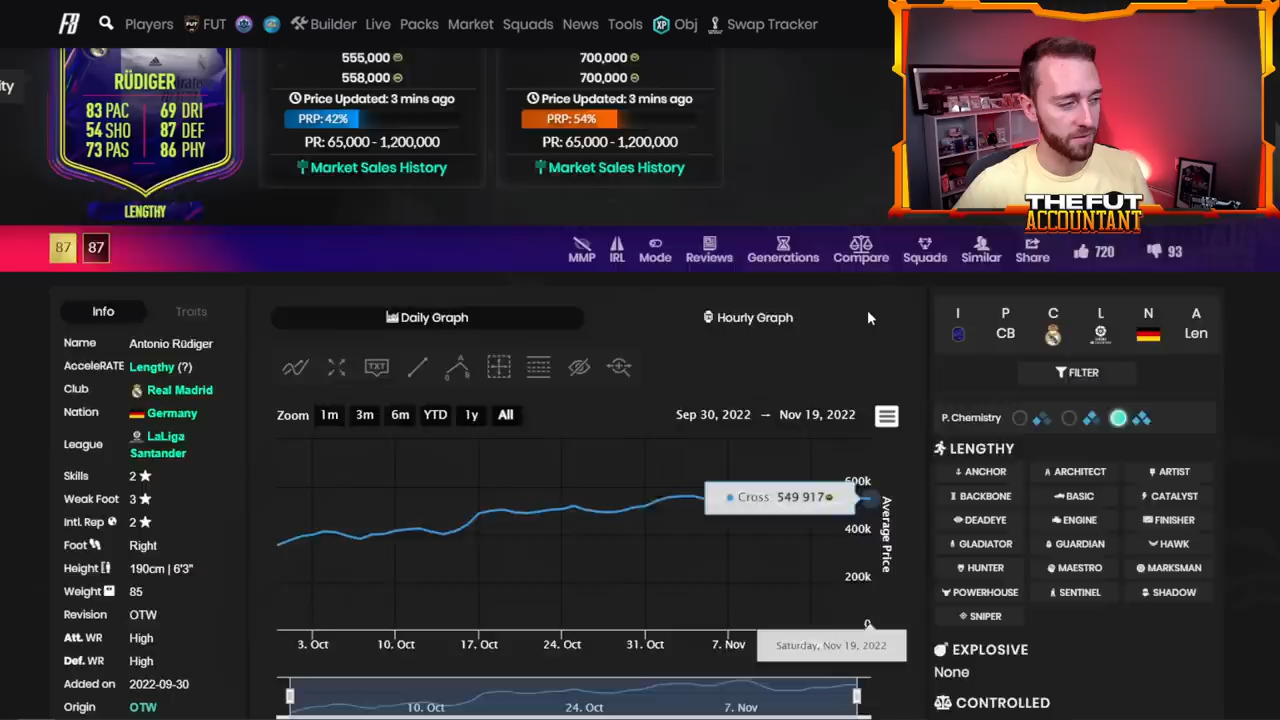 F8
Players
FUT
Builder
Live
Packs
Market
Squads
News
Tools
XP
Obj
Swap Tracker
RÜDIGER
83 PAC
69 DRI
54 SHO
87 DEF
73 PAS
86 PHY
LENGTHY
555,000
558,000
Price Updated: 3 mins ago
PRP: 42%
PR: 65,000 - 1,200,000
Market Sales History
700,000
700,000
Price Updated: 3 mins ago
PRP: 54%
PR: 65,000 - 1,200,000
Market Sales History
THE FUT
ACCOUNTANT
ity
87
87
MMP
IRL
Mode
Reviews
Generations
Compare
Squads
Similar
Share
720
93
Info
Traits
Name Antonio Rüdiger
AcceleRATE Lengthy (?)
Club Real Madrid
Nation Germany
League LaLiga
Santander
Skills 2
Weak Foot 3
Intl. Rep 2
Foot Right
Height 190cm | 6'3"
Weight 85
Revision OTW
Att. WR High
Def. WR High
Added on 2022-09-30
Origin OTW
Daily Graph
Hourly Graph
TXT
Zoom 1m 3m 6m YTD 1y All
Sep 30, 2022 → Nov 19, 2022
600k
Cross 549 917
400k
200k
0
Average Price
3. Oct
10. Oct
17. Oct
24. Oct
31. Oct
7. Nov
Saturday, Nov 19, 2022
10. Oct
24. Oct
7. Nov
I P C L N A
CB
Len
FILTER
P. Chemistry
LENGTHY
ANCHOR
ARCHITECT
ARTIST
BACKBONE
BASIC
CATALYST
DEADEYE
ENGINE
FINISHER
GLADIATOR
GUARDIAN
HAWK
HUNTER
MAESTRO
MARKSMAN
POWERHOUSE
SENTINEL
SHADOW
SNIPER
EXPLOSIVE
None
CONTROLLED